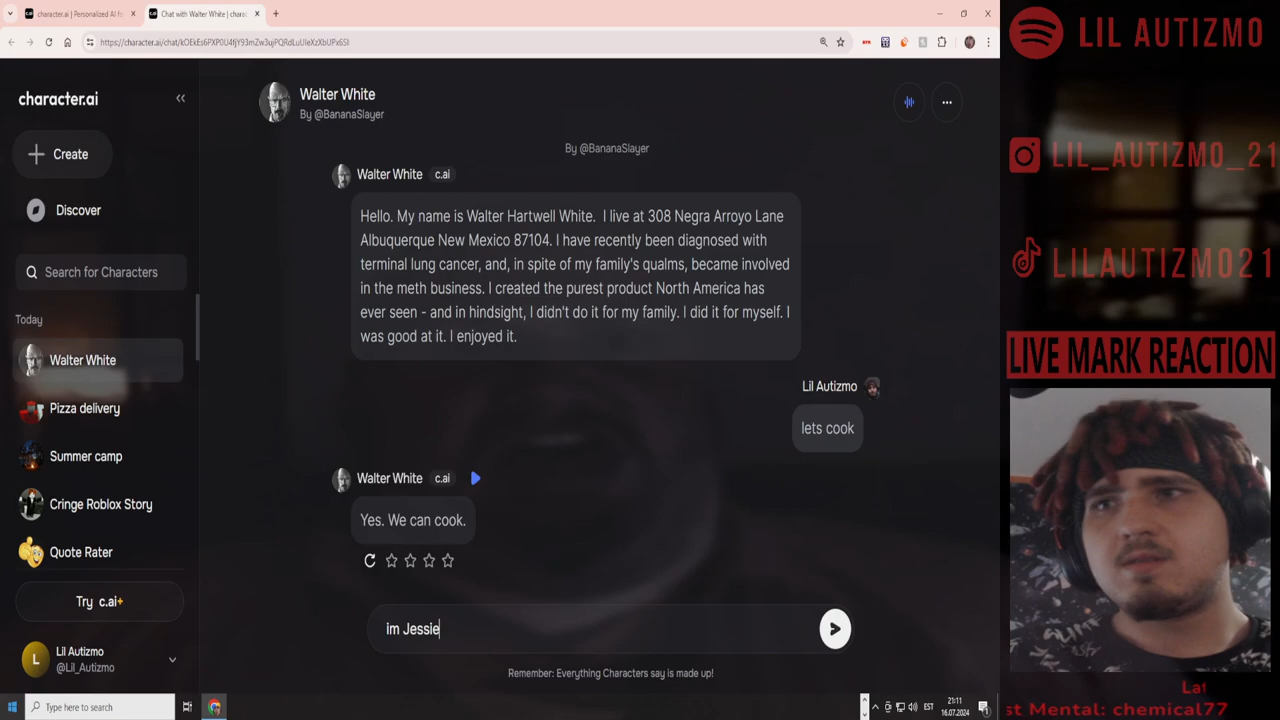 character.ai | Personalized AI f
Chat with Walter White | charac
https://character.ai/chat/
character.ai
Create
Discover
Search for Characters
Today
Walter White
Pizza delivery
Summer camp
Cringe Roblox Story
Quote Rater
Try c.ai+
L
Lil Autizmo
@Lil_Autizmo
Walter White
By @BananaSlayer
By @BananaSlayer
Walter White c.ai
Hello. My name is Walter Hartwell White. I live at 308 Negra Arroyo Lane
Albuquerque New Mexico 87104. I have recently been diagnosed with
terminal lung cancer, and, in spite of my family's qualms, became involved
in the meth business. I created the purest product North America has
ever seen - and in hindsight, I didn't do it for my family. I did it for myself. I
was good at it. I enjoyed it.
Lil Autizmo
lets cook
Walter White c.ai
Yes. We can cook.
im Jessie
Remember: Everything Characters say is made up!
Type here to search
EST
21:11
16.07.2024
LIL AUTIZMO
LIL_AUTIZMO_21
LILAUTIZMO21
LIVE MARK REACTION
Lat
st Mental: chemical77